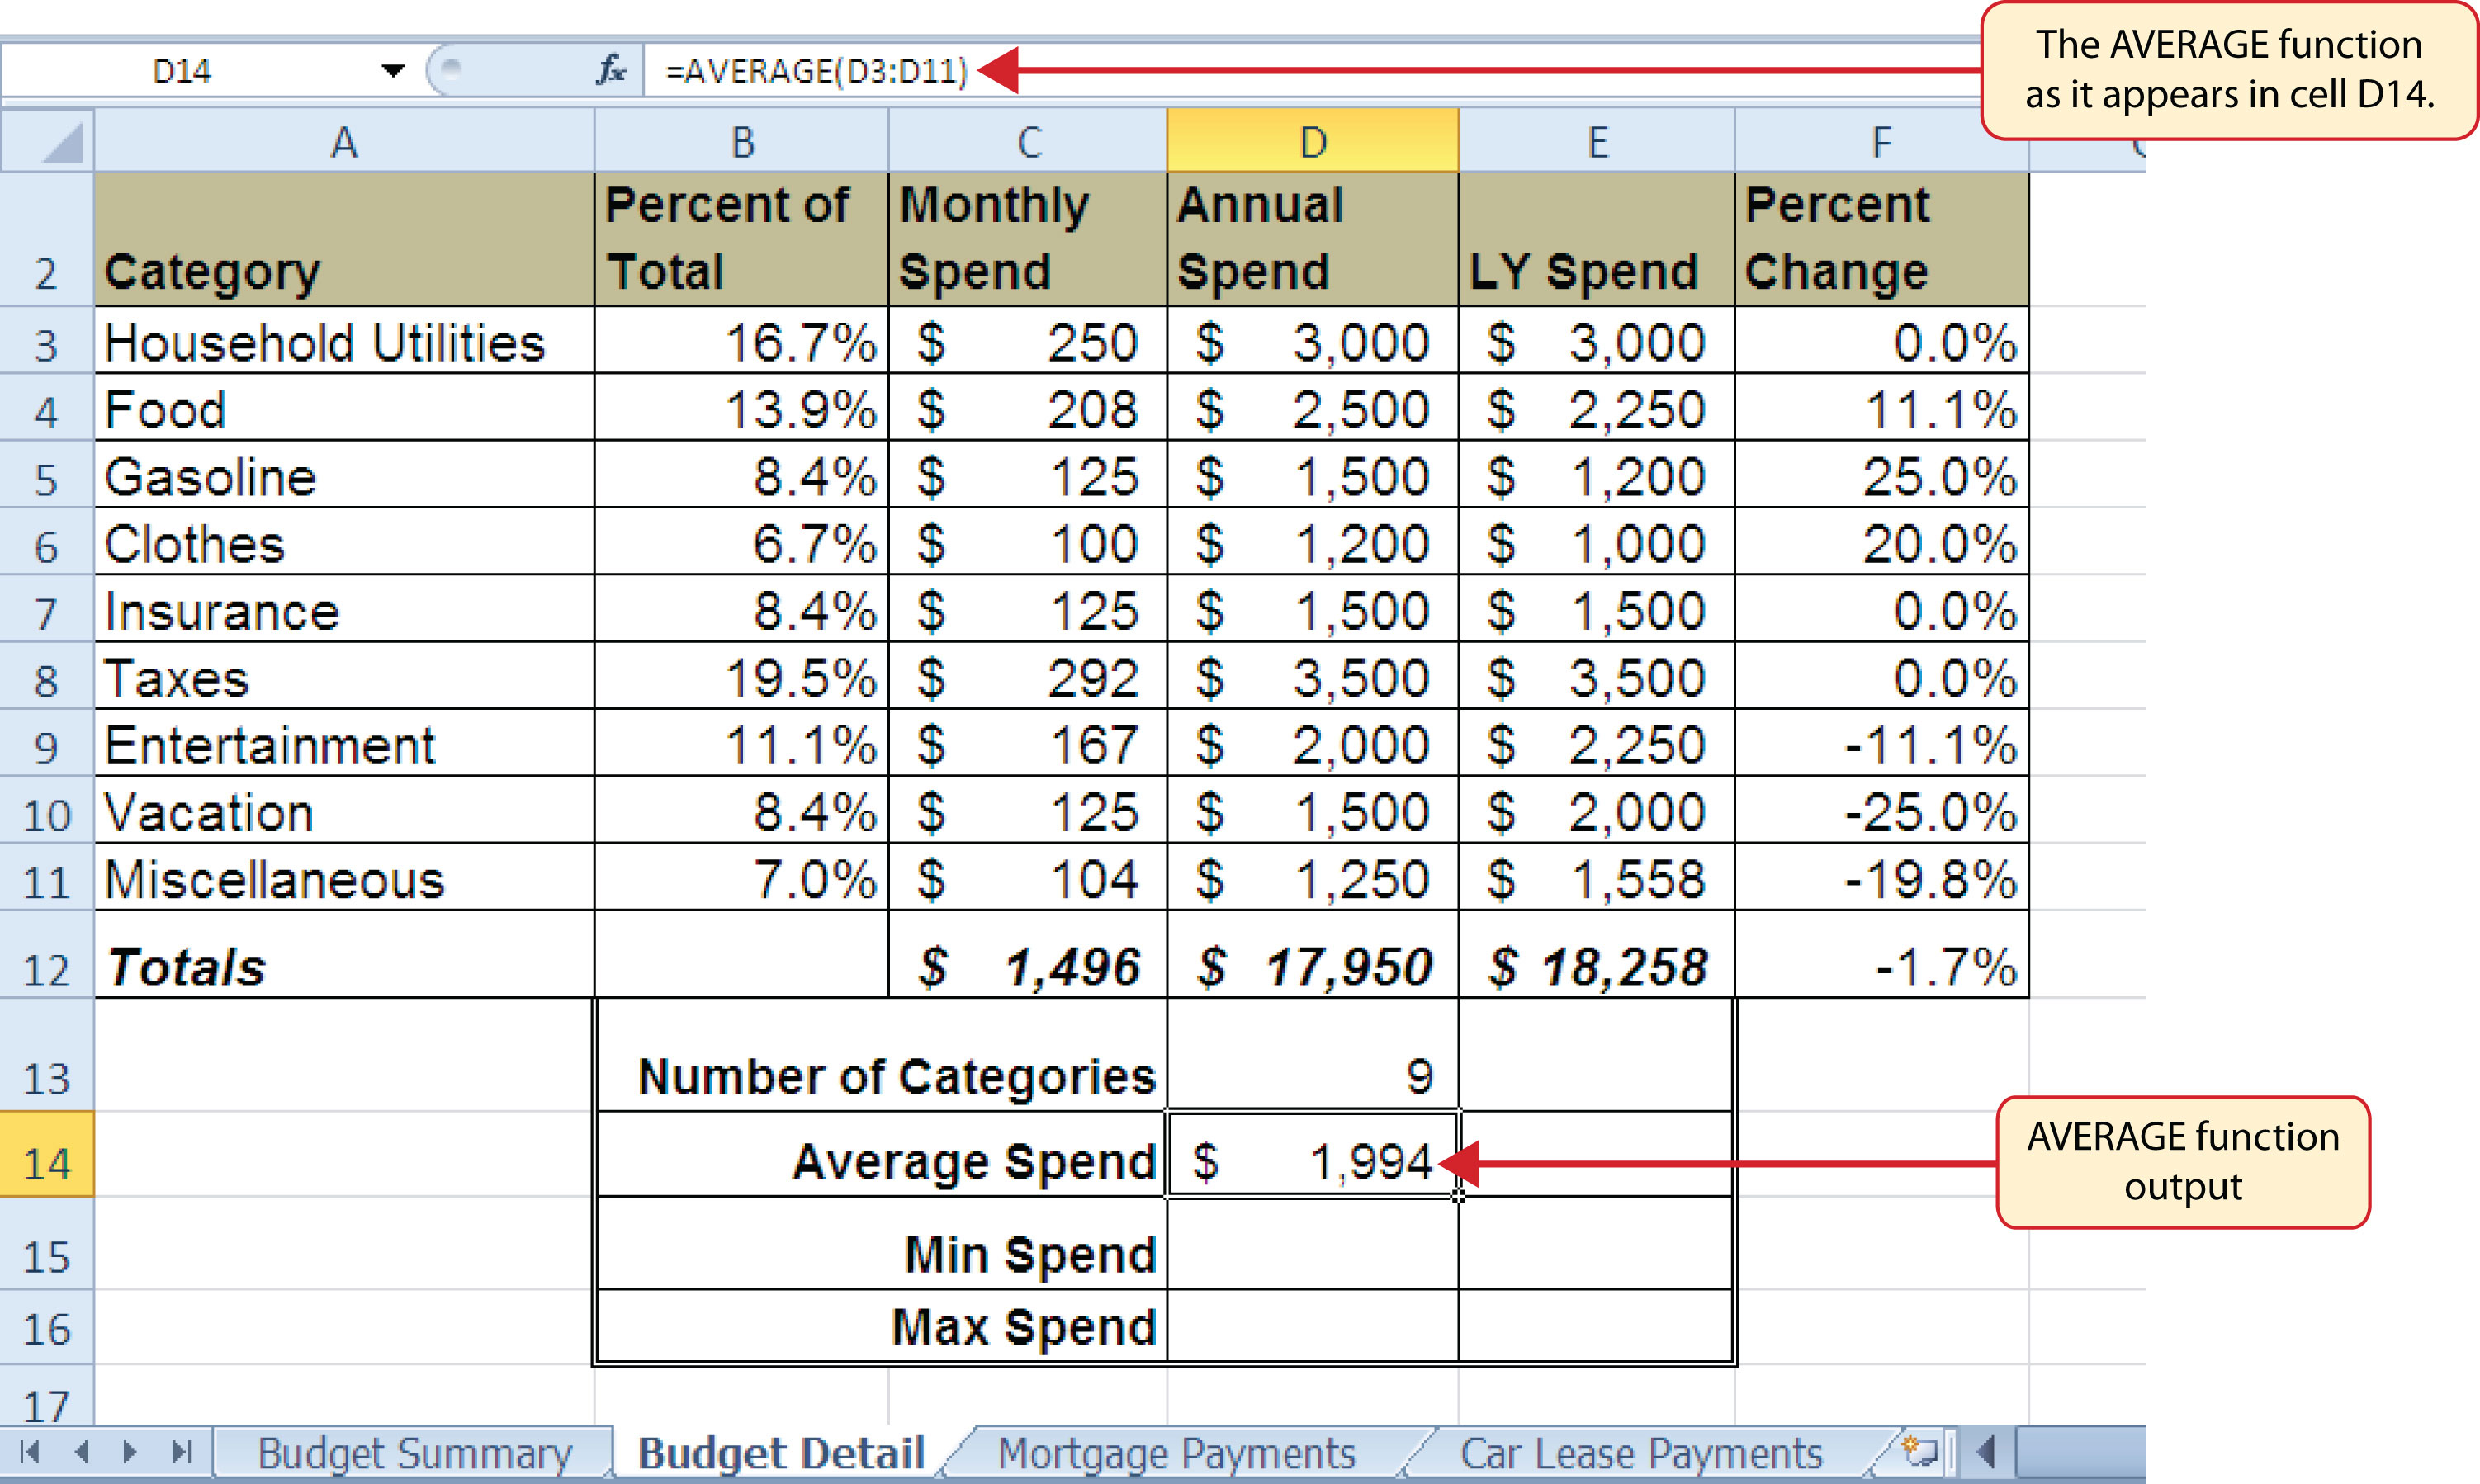 The AVERAGE function
as it appears in cell D14.
D14 fx =AVERAGE(D3:D11)
A B C D E F
Percent of Monthly Annual Percent
2 Category Total Spend Spend LY Spend Change
3 Household Utilities 16.7% $ 250 $ 3,000 $ 3,000 0.0%
4 Food 13.9% $ 208 $ 2,500 $ 2,250 11.1%
5 Gasoline 8.4% $ 125 $ 1,500 $ 1,200 25.0%
6 Clothes 6.7% $ 100 $ 1,200 $ 1,000 20.0%
7 Insurance 8.4% $ 125 $ 1,500 $ 1,500 0.0%
8 Taxes 19.5% $ 292 $ 3,500 $ 3,500 0.0%
9 Entertainment 11.1% $ 167 $ 2,000 $ 2,250 -11.1%
10 Vacation 8.4% $ 125 $ 1,500 $ 2,000 -25.0%
11 Miscellaneous 7.0% $ 104 $ 1,250 $ 1,558 -19.8%
12 Totals $ 1,496 $ 17,950 $ 18,258 -1.7%
13 Number of Categories 9
14 Average Spend $ 1,994
AVERAGE function
output
15 Min Spend
16 Max Spend
17
Budget Summary Budget Detail Mortgage Payments Car Lease Payments